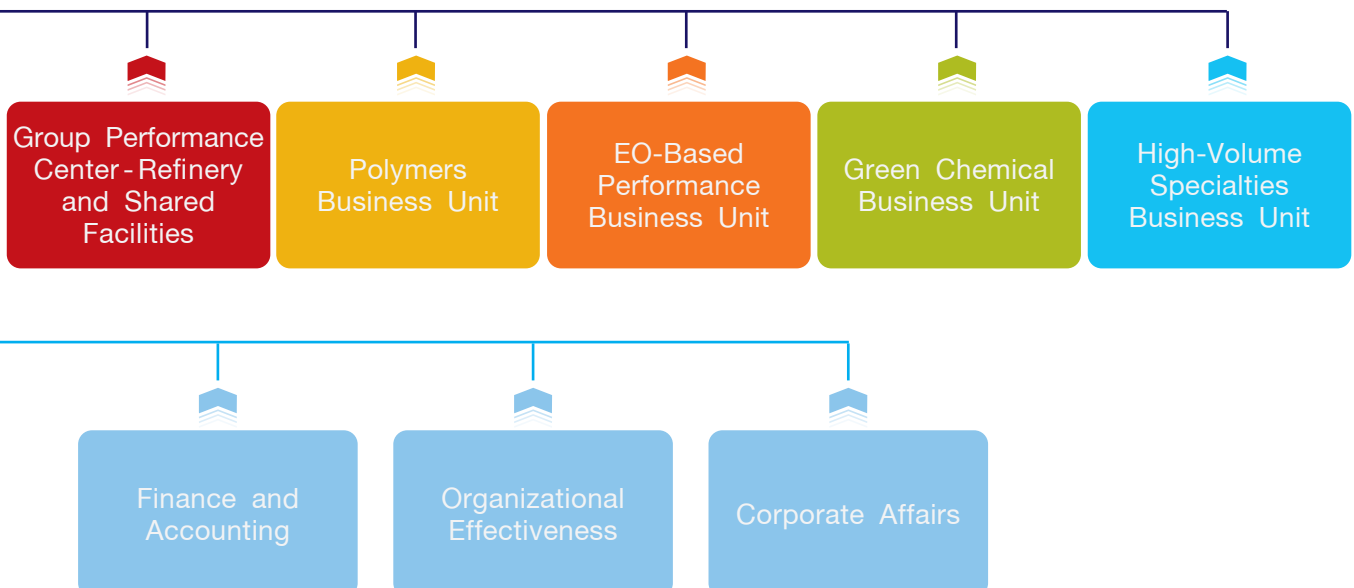 Group Performance
Center-Refinery
and Shared
Facilities
Polymers
Business Unit
EO-Based
Performance
Business Unit
Green Chemical
Business Unit
High-Volume
Specialties
Business Unit
Finance and
Accounting
Organizational
Effectiveness
Corporate Affairs